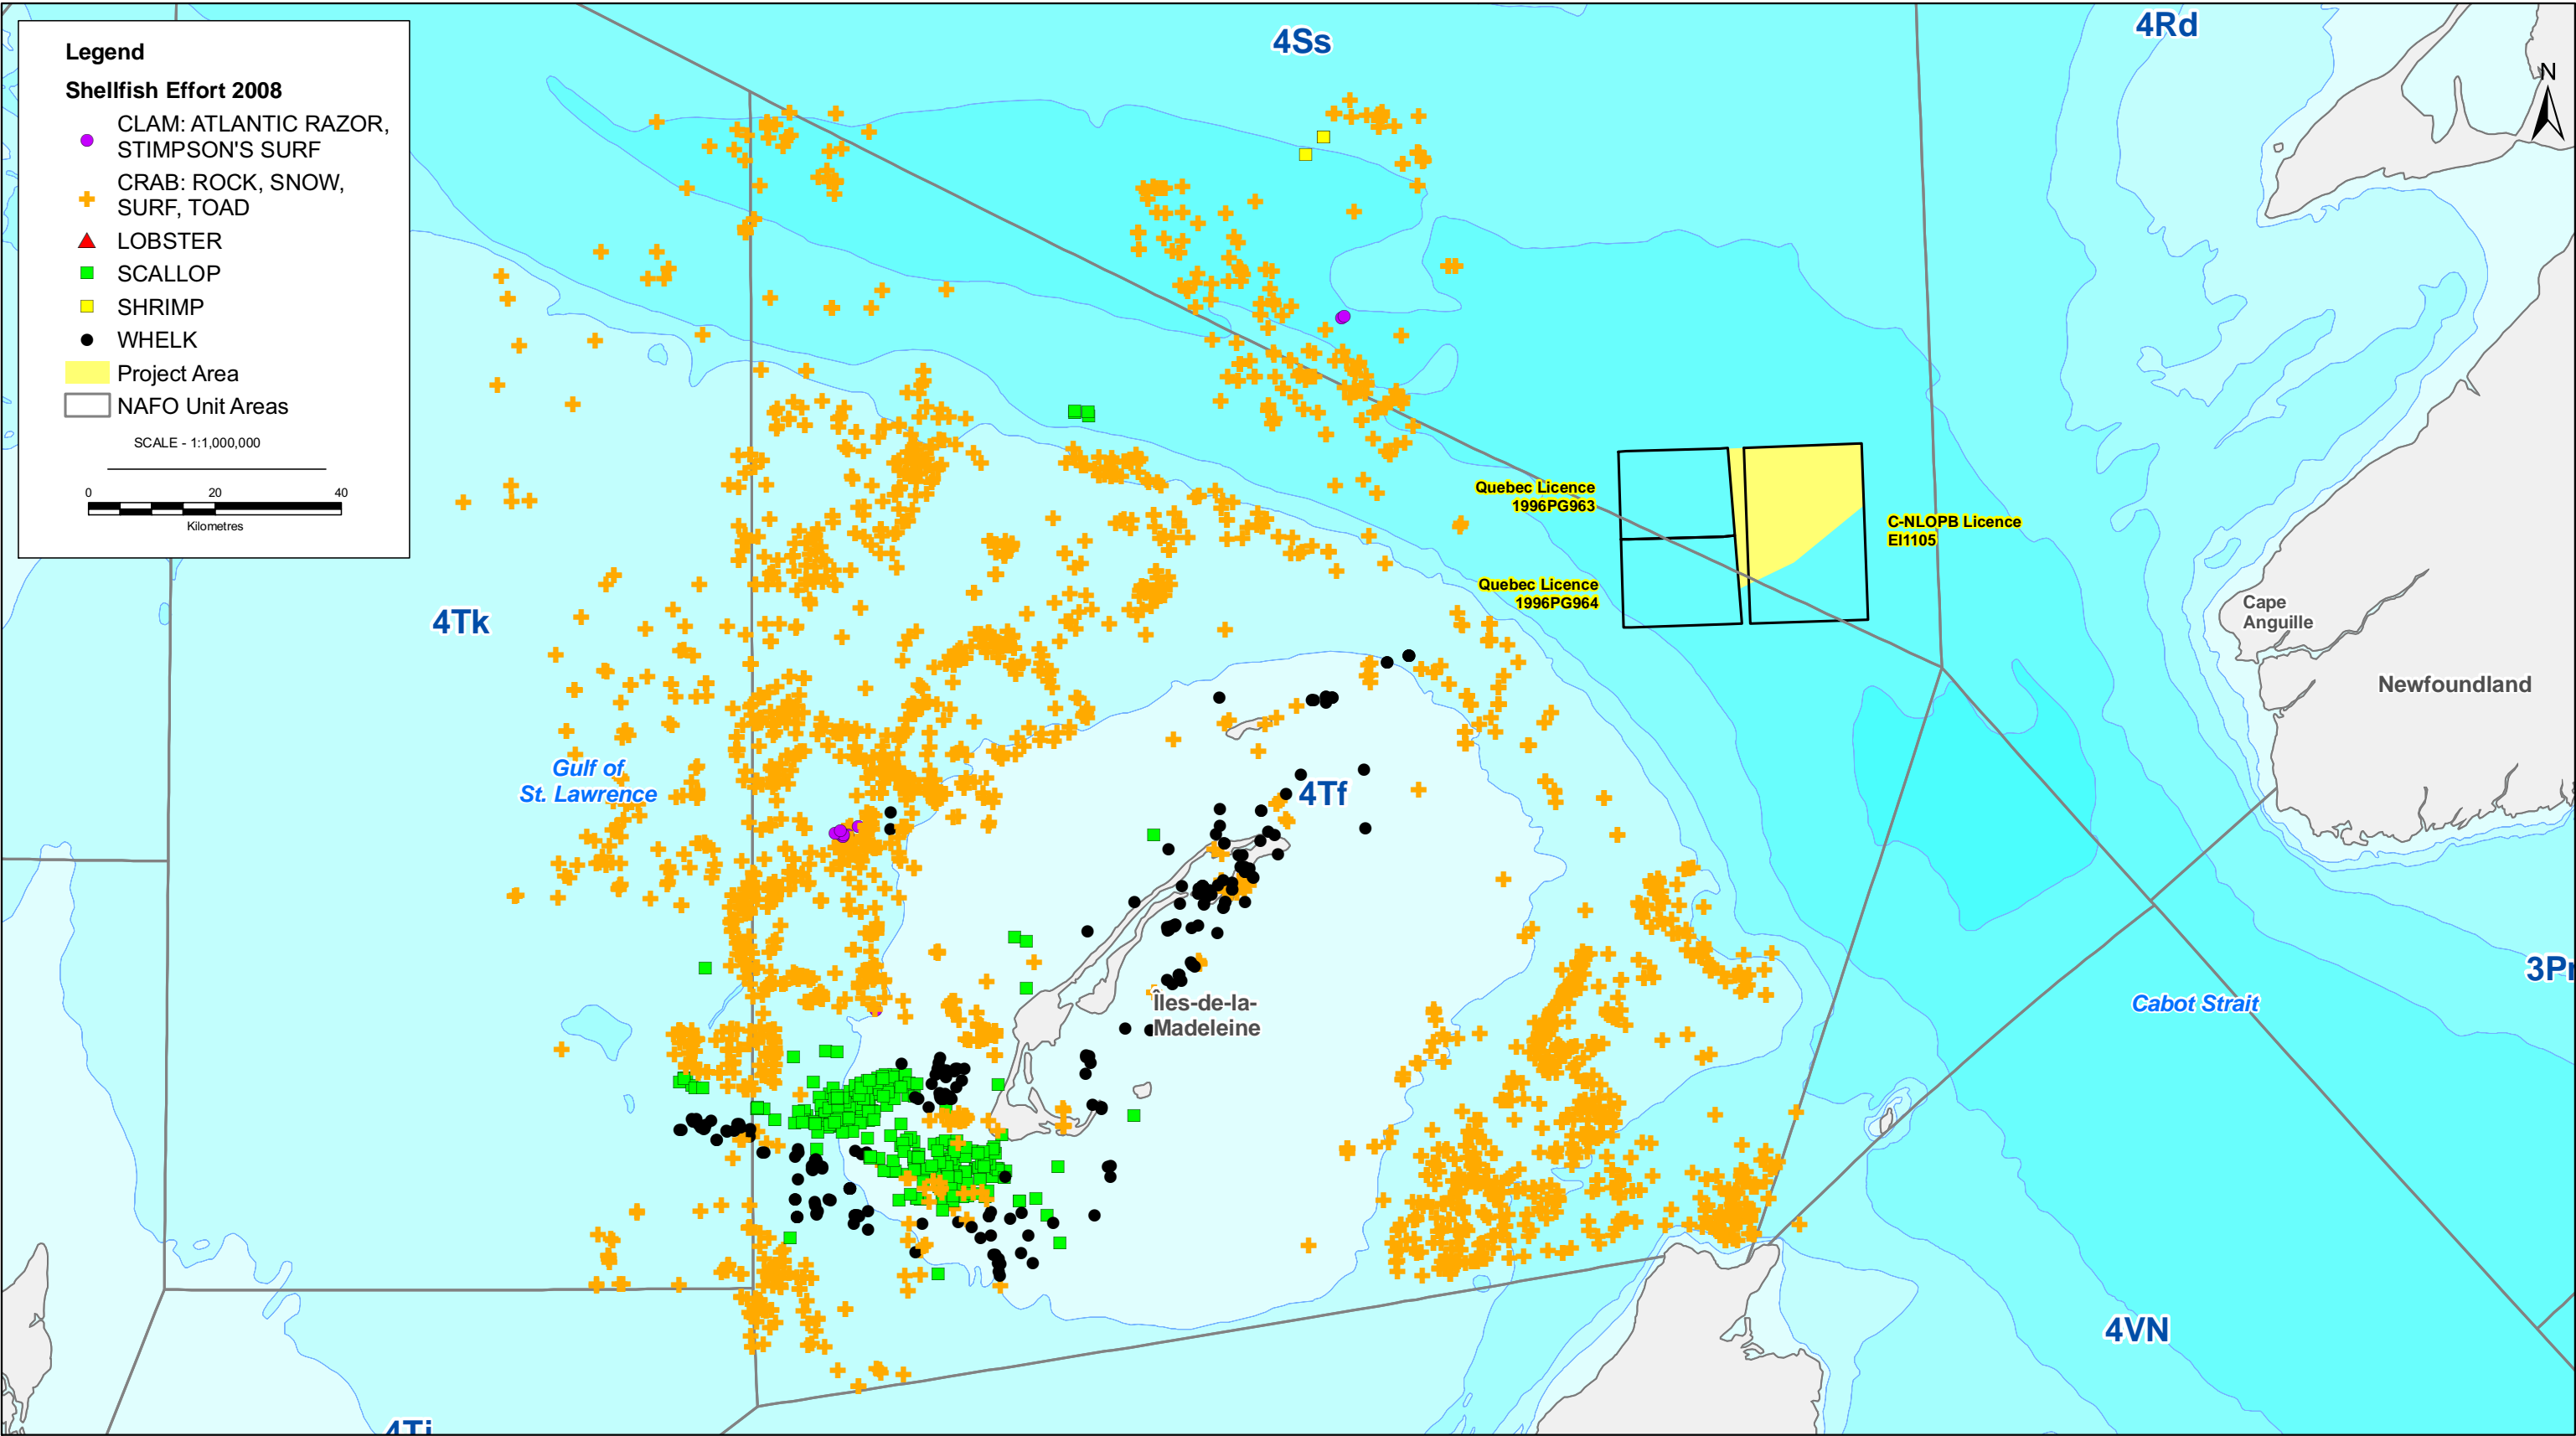 Legend
Shellfish Effort 2008
CLAM: ATLANTIC RAZOR,
STIMPSON'S SURF
CRAB: ROCK, SNOW,
SURF, TOAD
LOBSTER
SCALLOP
SHRIMP
WHELK
Project Area
NAFO Unit Areas
SCALE - 1:1,000,000
0 20 40
Kilometres
4Ss
4Rd
N
Quebec Licence
1996PG963
C-NLOPB Licence
EI1105
Quebec Licence
1996PG964
4Tk
Cape
Anguille
Newfoundland
Gulf of
St. Lawrence
4Tf
3Pn
Îles-de-la-
Madeleine
Cabot Strait
4VN
4Tj